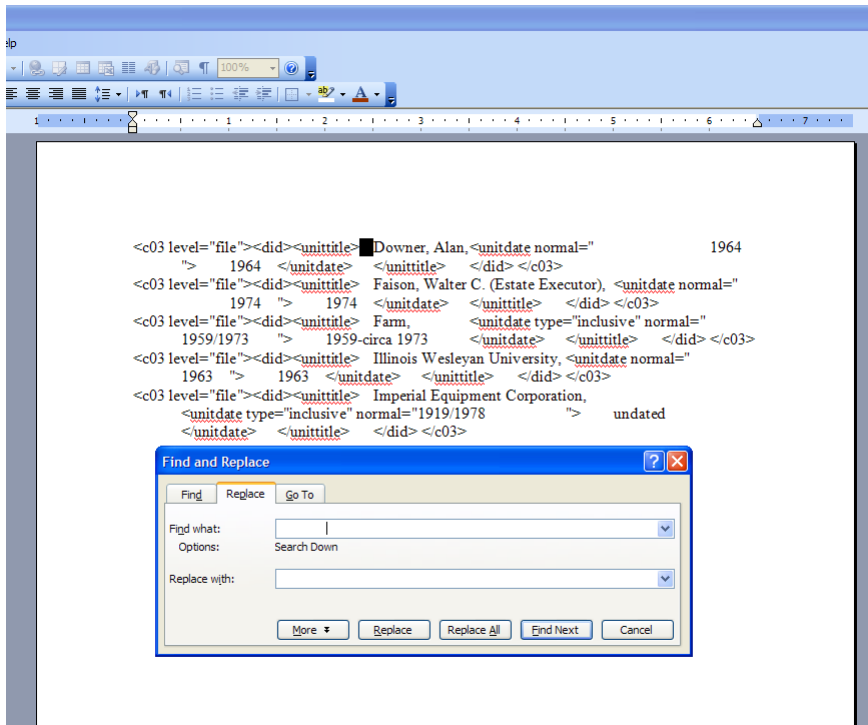 elp
100%
1 1 2 3 4 5 6 7
<c03 level="file"><did><unittitle> Downer, Alan,<unitdate normal=" 1964
"> 1964 </unitdate> </unittitle> </did> </c03>
<c03 level="file"><did><unittitle> Faison, Walter C. (Estate Executor), <unitdate normal="
1974 "> 1974 </unitdate> </unittitle> </did> </c03>
<c03 level="file"><did><unittitle> Farm, <unitdate type="inclusive" normal="
1959/1973 "> 1959-circa 1973 </unitdate> </unittitle> </did> </c03>
<c03 level="file"><did><unittitle> Illinois Wesleyan University, <unitdate normal="
1963 "> 1963 </unitdate> </unittitle> </did> </c03>
<c03 level="file"><did><unittitle> Imperial Equipment Corporation,
<unitdate type="inclusive" normal="1919/1978 "> undated
</unitdate> </unittitle> </did> </c03>
Find and Replace
Find Replace Go To
Find what:
Options: Search Down
Replace with:
More Replace Replace All Find Next Cancel